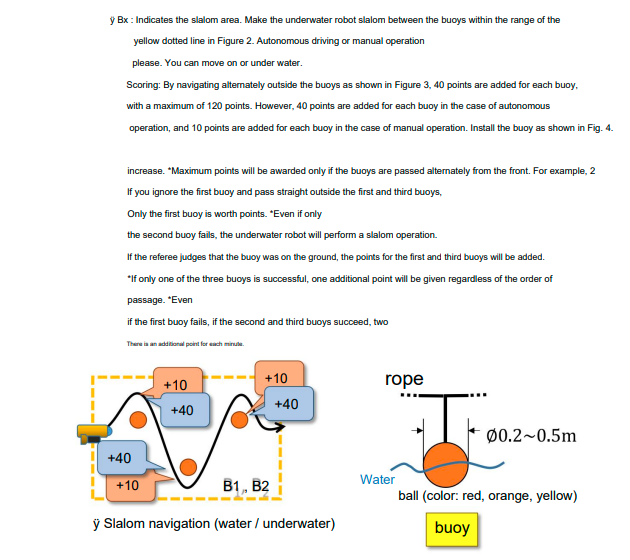 ÿ Bx : Indicates the slalom area. Make the underwater robot slalom between the buoys within the range of the
yellow dotted line in Figure 2. Autonomous driving or manual operation
please. You can move on or under water.
Scoring: By navigating alternately outside the buoys as shown in Figure 3, 40 points are added for each buoy,
with a maximum of 120 points. However, 40 points are added for each buoy in the case of autonomous
operation, and 10 points are added for each buoy in the case of manual operation. Install the buoy as shown in Fig. 4.
increase. *Maximum points will be awarded only if the buoys are passed alternately from the front. For example, 2
If you ignore the first buoy and pass straight outside the first and third buoys,
Only the first buoy is worth points. *Even if only
the second buoy fails, the underwater robot will perform a slalom operation.
If the referee judges that the buoy was on the ground, the points for the first and third buoys will be added.
*If only one of the three buoys is successful, one additional point will be given regardless of the order of
passage. *Even
if the first buoy fails, if the second and third buoys succeed, two
There is an additional point for each minute.
+10
+40
+10
+40
+40
+10
B1, B2
ÿ Slalom navigation (water / underwater)
rope
Ø0.2~0.5m
Water
ball (color: red, orange, yellow)
buoy